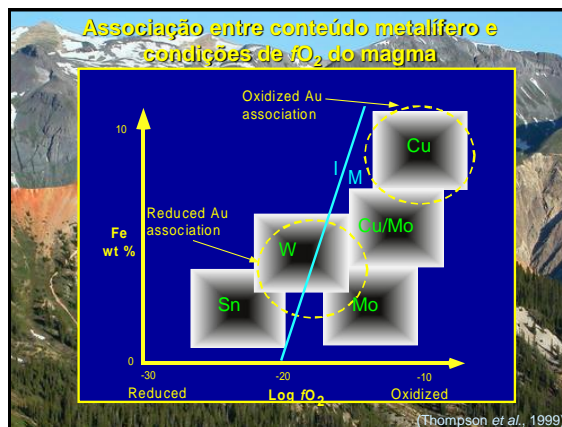 Associação entre conteúdo metalífero e
condições de fO2 do magma
Oxidized Au
association
10
Cu
I M
Reduced Au
association
Cu/Mo
Fe
wt %
W
Sn
Mo
0
-30
-20
-10
Reduced
Log fO2
Oxidized
(Thompson et al., 1999)